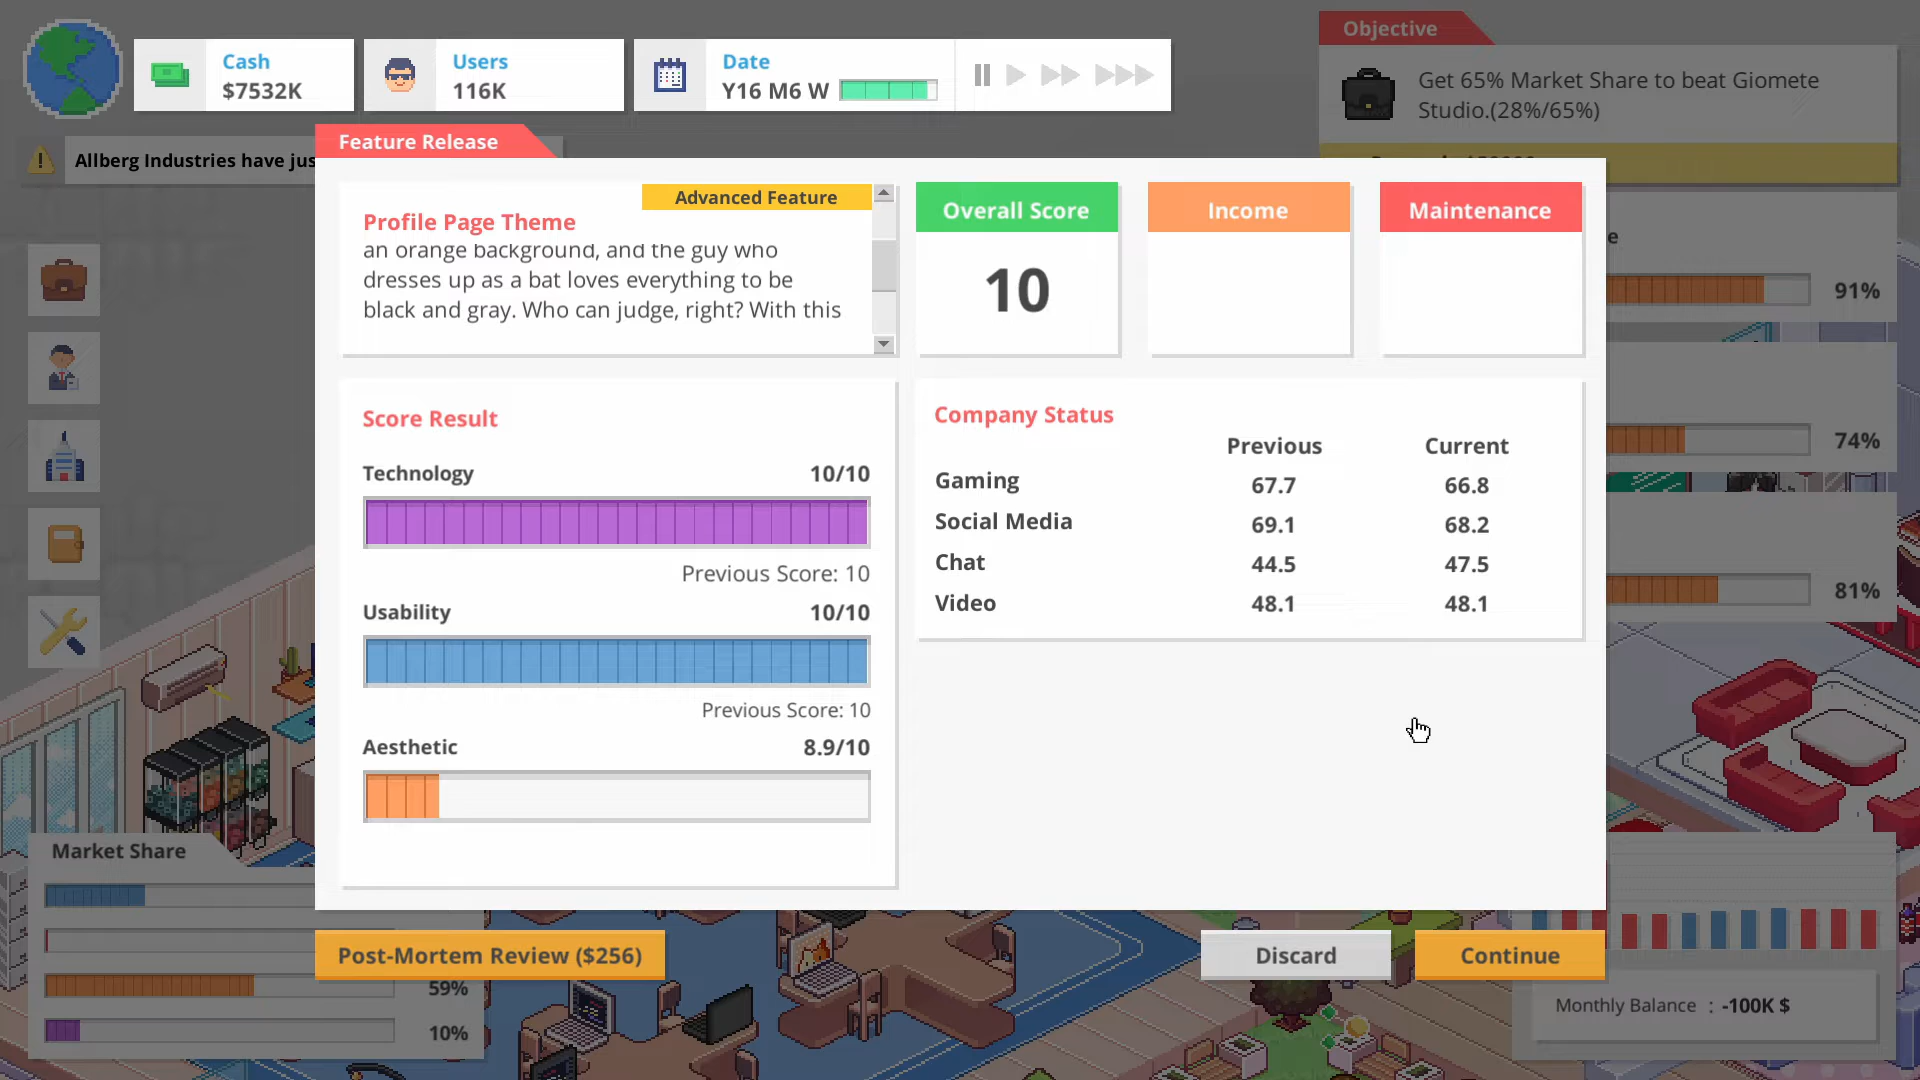 Cash
$7532K
Users
116K
Date
Y16 M6 W
Objective
Get 65% Market Share to beat Giomete
Studio.(28%/65%)
Allberg Industries have jus
Feature Release
Advanced Feature
Profile Page Theme
an orange background, and the guy who
dresses up as a bat loves everything to be
black and gray. Who can judge, right? With this
Overall Score
10
Income
Maintenance
e
91%
74%
81%
Score Result
Technology 10/10
Previous Score: 10
Usability 10/10
Previous Score: 10
Aesthetic 8.9/10
Company Status
Previous Current
Gaming 67.7 66.8
Social Media 69.1 68.2
Chat 44.5 47.5
Video 48.1 48.1
Market Share
59%
10%
Post-Mortem Review ($256)
Discard
Continue
Monthly Balance : -100K $